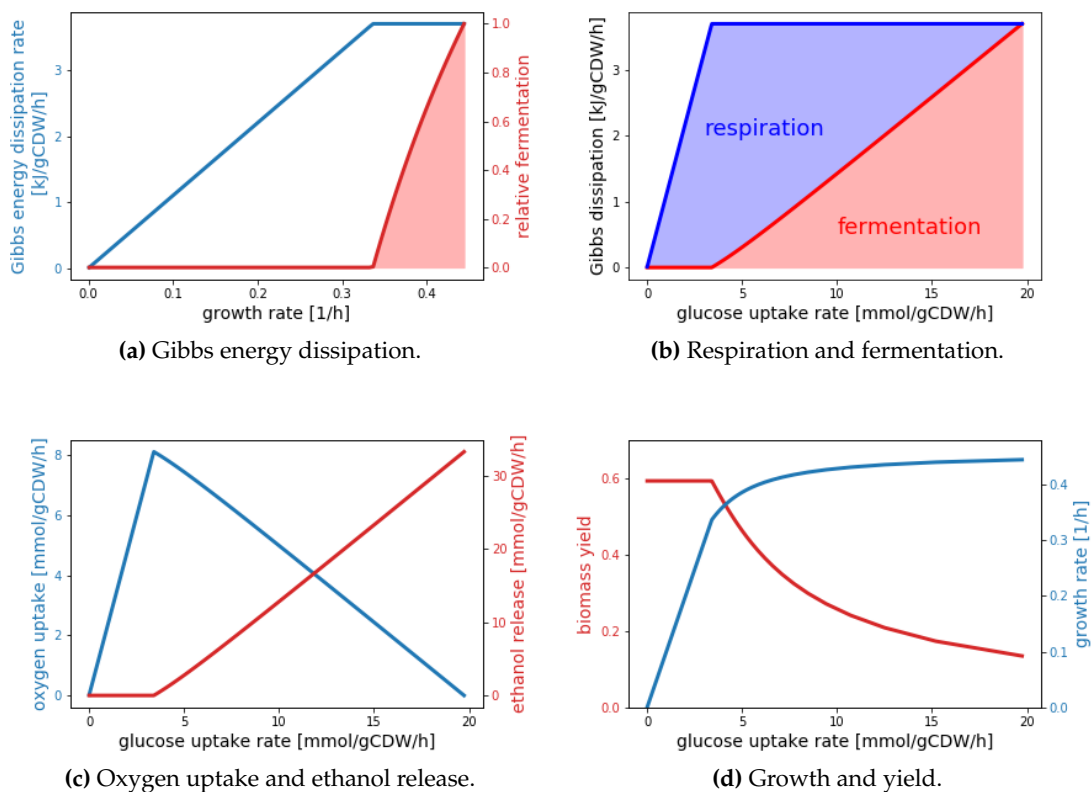 Gibbs energy dissipation rate
[kJ/gCDW/h]
3
2
1
0
1.0
0.8
0.6
0.4
0.2
0.0
relative fermentation
0.0 0.1 0.2 0.3 0.4
growth rate [1/h]
(a) Gibbs energy dissipation.
Gibbs dissipation [kJ/gCDW/h]
3
2
1
0
respiration
fermentation
0 5 10 15 20
glucose uptake rate [mmol/gCDW/h]
(b) Respiration and fermentation.
oxygen uptake [mmol/gCDW/h]
8
6
4
2
0
30
20
10
0
ethanol release [mmol/gCDW/h]
0 5 10 15 20
glucose uptake rate [mmol/gCDW/h]
(c) Oxygen uptake and ethanol release.
biomass yield
0.6
0.4
0.2
0.0
0.4
0.3
0.2
0.1
0.0
growth rate [1/h]
0 5 10 15 20
glucose uptake rate [mmol/gCDW/h]
(d) Growth and yield.